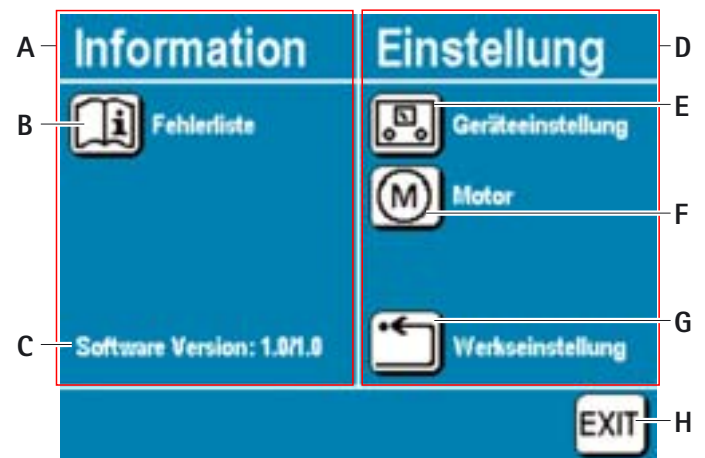 A
Information
B
Fehlerliste
C
Software Version: 1.0/1.0
Einstellung
D
E
Geräteeinstellung
M
Motor
F
G
Werkseinstellung
EXIT
H